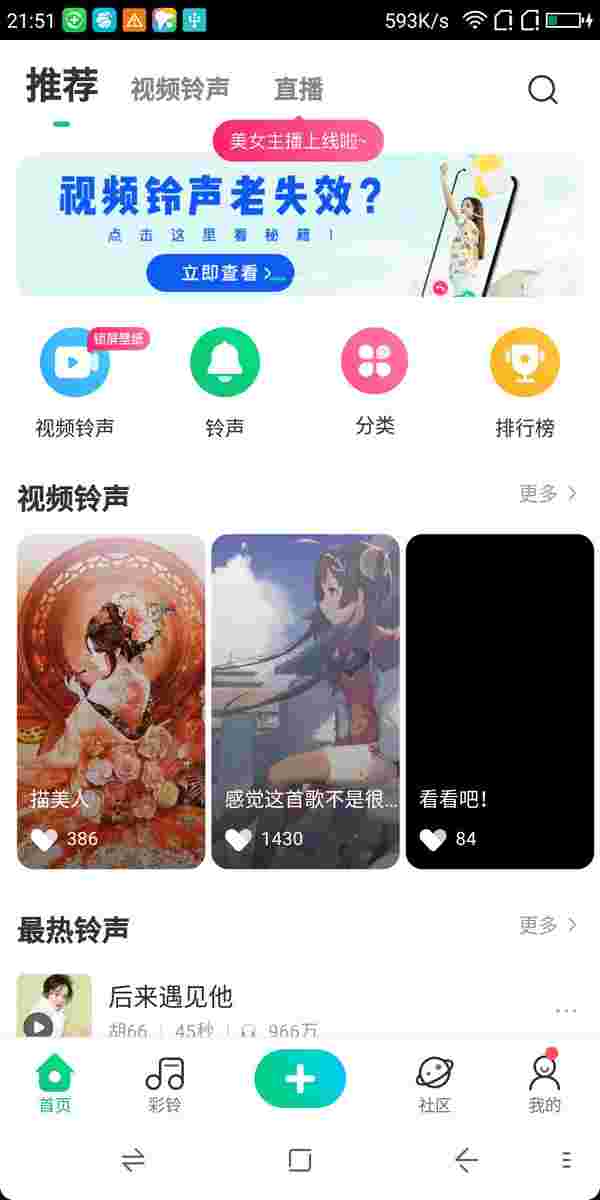 21:51
593K/s
推荐
视频铃声
直播
美女主播上线啦~
视频铃声老失效？
点击这里看秘籍！
立即查看
锁屏壁纸
视频铃声
铃声
分类
排行榜
视频铃声
更多
描美人
386
感觉这首歌不是很...
1430
看看吧！
84
最热铃声
更多
后来遇见他
胡66
45秒
966万
首页
彩铃
社区
我的